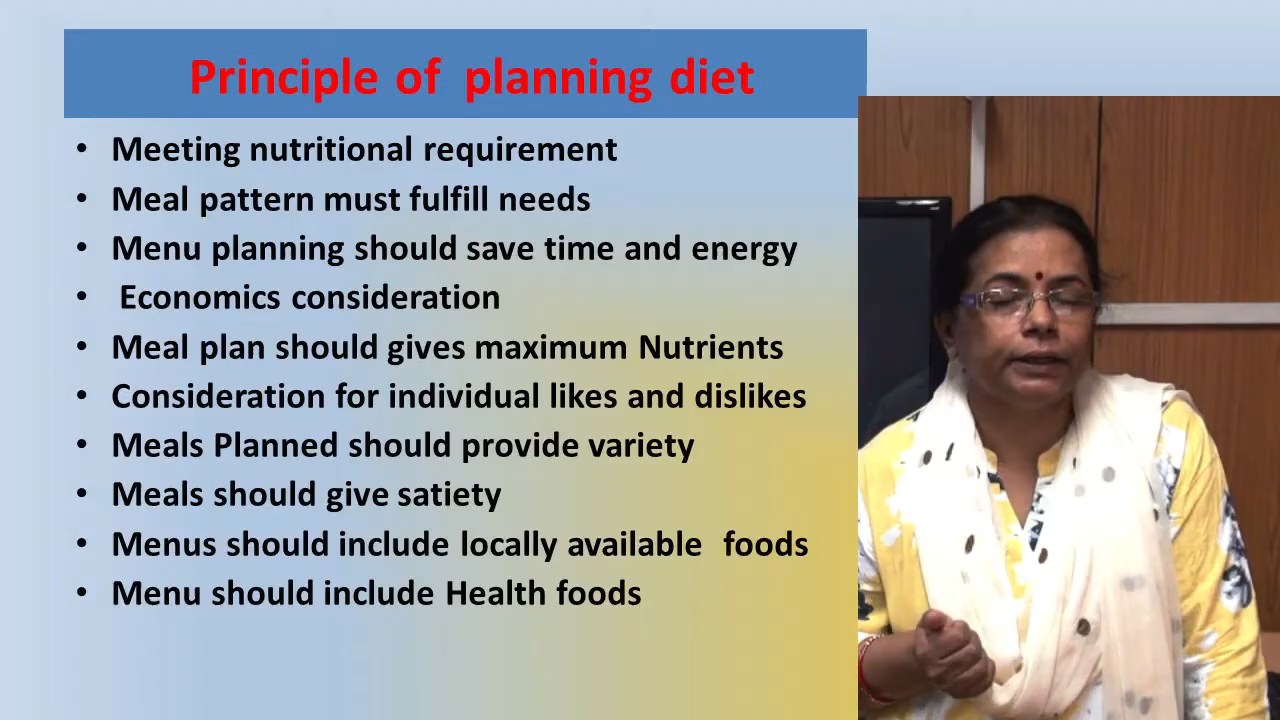 Principle of planning diet
• Meeting nutritional requirement
• Meal pattern must fulfill needs
• Menu planning should save time and energy
• Economics consideration
• Meal plan should gives maximum Nutrients
• Consideration for individual likes and dislikes
• Meals Planned should provide variety
• Meals should give satiety
• Menus should include locally available foods
• Menu should include Health foods